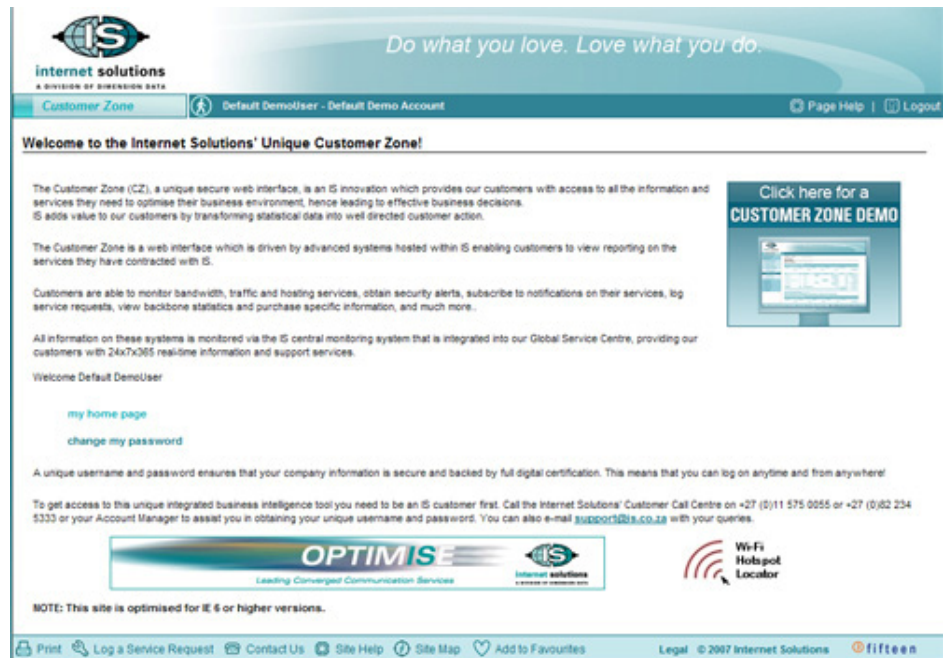 IS
internet solutions
A DIVISION OF DIMENSION DATA
Do what you love. Love what you do.
Customer Zone
Default DemoUser - Default Demo Account
Page Help | Logout
Welcome to the Internet Solutions' Unique Customer Zone!
The Customer Zone (CZ), a unique secure web interface, is an IS innovation which provides our customers with access to all the information and
services they need to optimise their business environment, hence leading to effective business decisions.
IS adds value to our customers by transforming statistical data into well directed customer action.
The Customer Zone is a web interface which is driven by advanced systems hosted within IS enabling customers to view reporting on the
services they have contracted with IS.
Customers are able to monitor bandwidth, traffic and hosting services, obtain security alerts, subscribe to notifications on their services, log
service requests, view backbone statistics and purchase specific information, and much more..
All information on these systems is monitored via the IS central monitoring system that is integrated into our Global Service Centre, providing our
customers with 24x7x365 real-time information and support services.
Click here for a
CUSTOMER ZONE DEMO
Welcome Default DemoUser
my home page
change my password
A unique username and password ensures that your company information is secure and backed by full digital certification. This means that you can log on anytime and from anywhere!
To get access to this unique integrated business intelligence tool you need to be an IS customer first. Call the Internet Solutions' Customer Call Centre on +27 (0)11 575 0055 or +27 (0)82 234
5333 or your Account Manager to assist you in obtaining your unique username and password. You can also e-mail support@is.co.za with your queries.
OPTIMISE
Leading Converged Communication Services
IS
internet solutions
A DIVISION OF DIMENSION DATA
Wi-Fi
Hotspot
Locator
NOTE: This site is optimised for IE 6 or higher versions.
Print Log a Service Request Contact Us Site Help Site Map Add to Favourites Legal © 2007 Internet Solutions fifteen